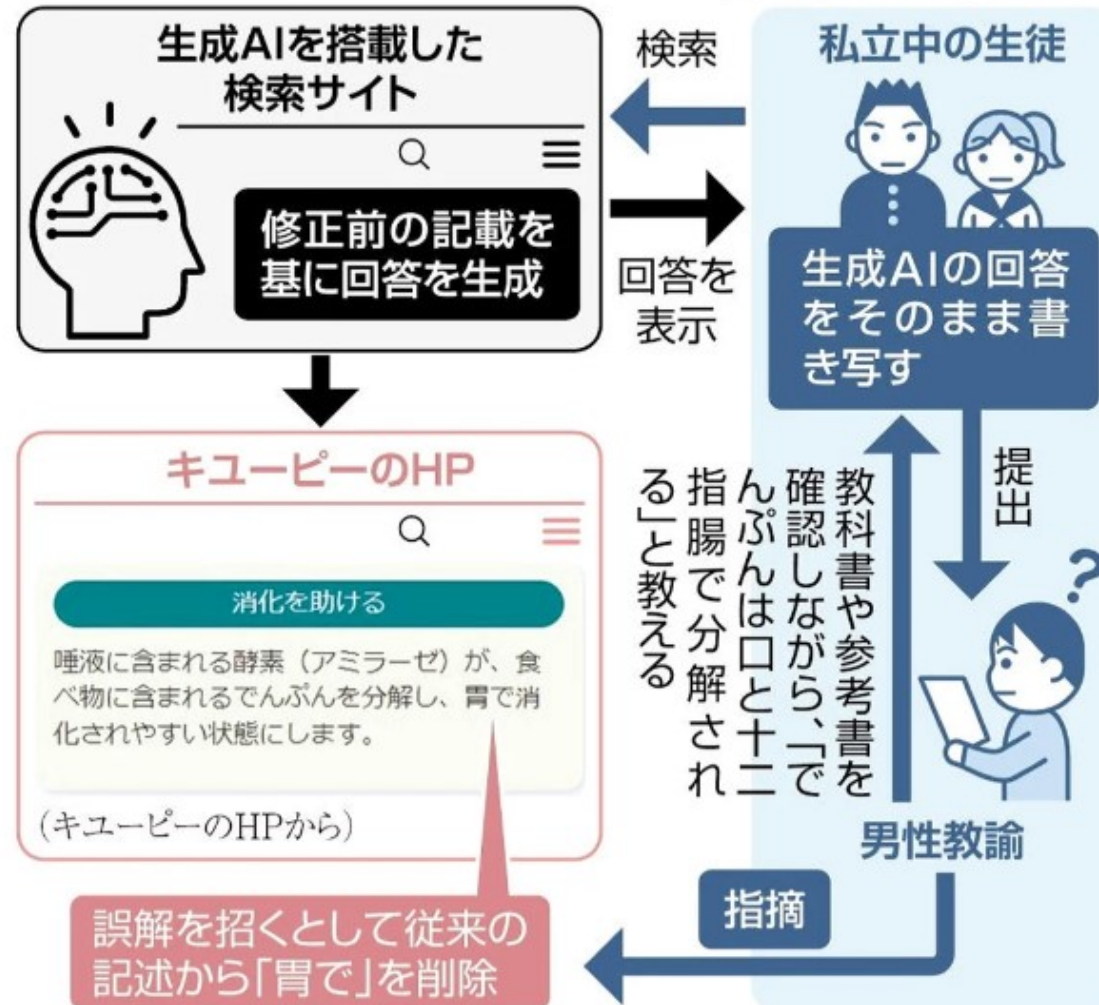 生成AIを搭載した
検索サイト
修正前の記載を
基に回答を生成
検索
回答を
表示
私立中の生徒
生成AIの回答
をそのまま書
き写す
提出
教科書や参考書を
確認しながら、「で
んぷんは口と十二
指腸で分解され
る」と教える
?
男性教諭
指摘
キユーピーのHP
消化を助ける
唾液に含まれる酵素（アミラーゼ）が、食
べ物に含まれるでんぷんを分解し、胃で消
化されやすい状態にします。
(キユーピーのHPから)
誤解を招くとして従来の
記述から「胃で」を削除